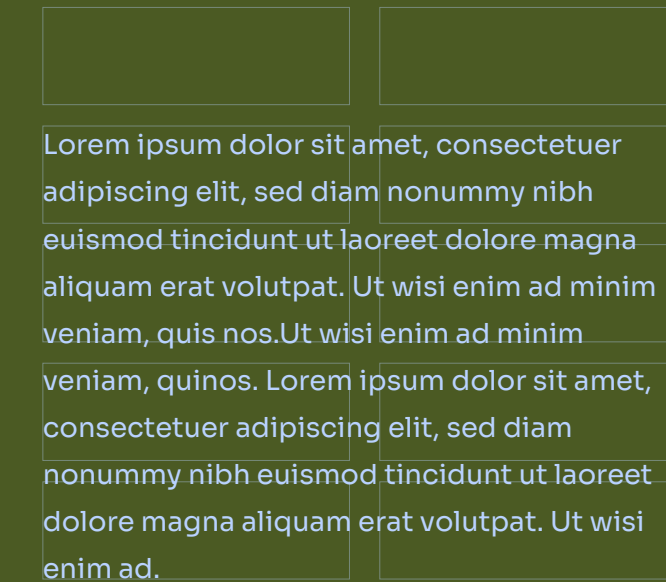 Lorem ipsum dolor sit amet, consectetuer
adipiscing elit, sed diam nonummy nibh
euismod tincidunt ut laoreet dolore magna
aliquam erat volutpat. Ut wisi enim ad minim
veniam, quis nos.Ut wisi enim ad minim
veniam, quinos. Lorem ipsum dolor sit amet,
consectetuer adipiscing elit, sed diam
nonummy nibh euismod tincidunt ut laoreet
dolore magna aliquam erat volutpat. Ut wisi
enim ad.